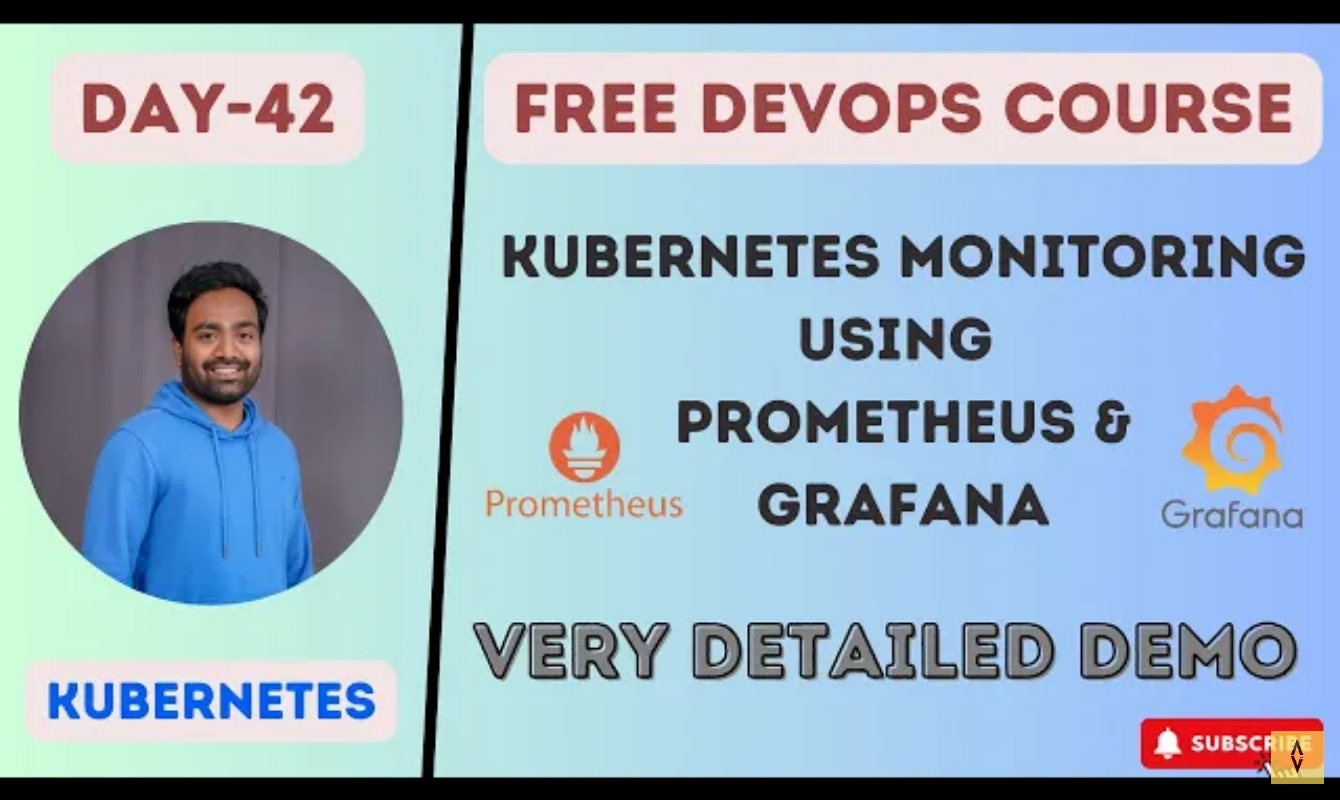 DAY-42
FREE DEVOPS COURSE
KUBERNETES MONITORING
USING
PROMETHEUS &
GRAFANA
Prometheus
Grafana
VERY DETAILED DEMO
KUBERNETES
SUBSCRIBE